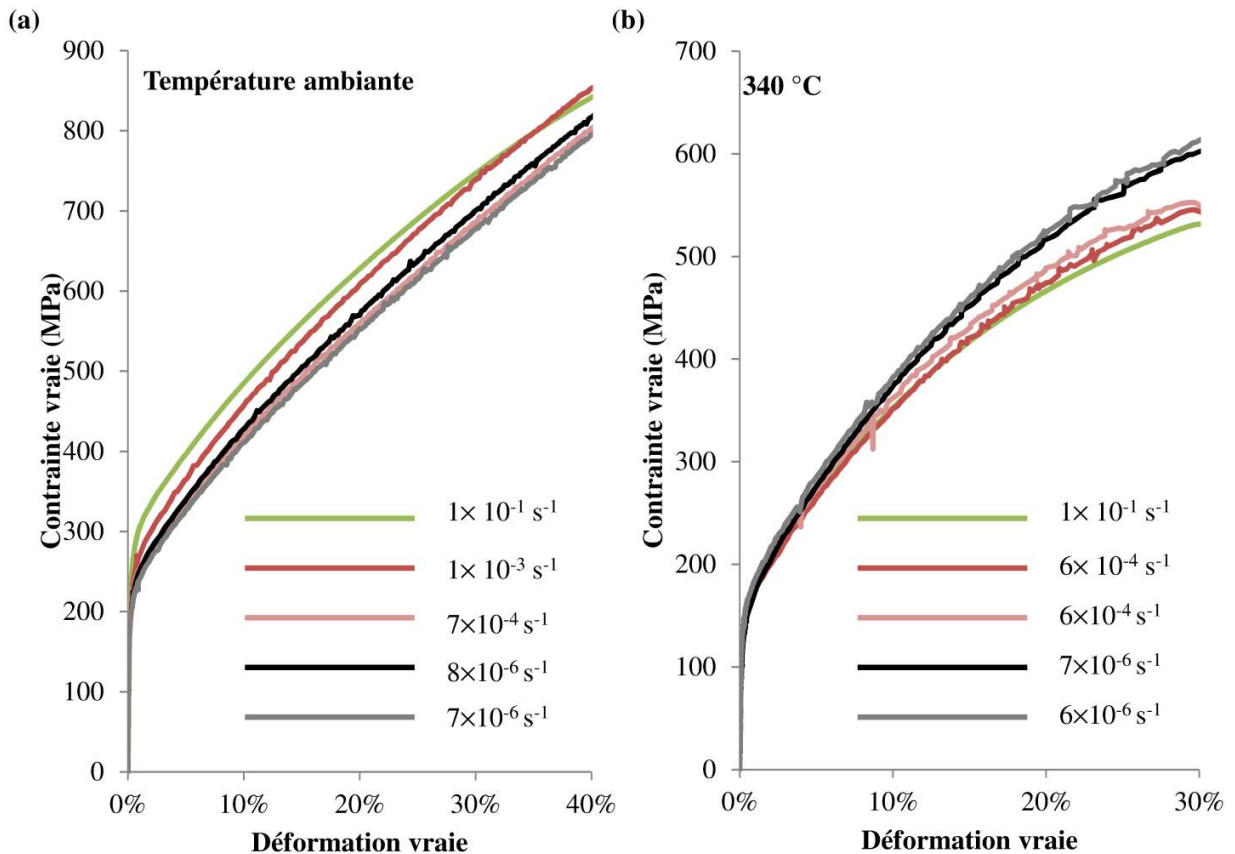 (a)
Température ambiante
Contrainte vraie (MPa)
900
800
700
600
500
400
300
200
100
0
1× 10⁻¹ s⁻¹
1× 10⁻³ s⁻¹
7×10⁻⁴ s⁻¹
8×10⁻⁶ s⁻¹
7×10⁻⁶ s⁻¹
0% 10% 20% 30% 40%
Déformation vraie
(b)
340 °C
Contrainte vraie (MPa)
700
600
500
400
300
200
100
0
1× 10⁻¹ s⁻¹
6× 10⁻⁴ s⁻¹
6×10⁻⁴ s⁻¹
7×10⁻⁶ s⁻¹
6×10⁻⁶ s⁻¹
0% 10% 20% 30%
Déformation vraie